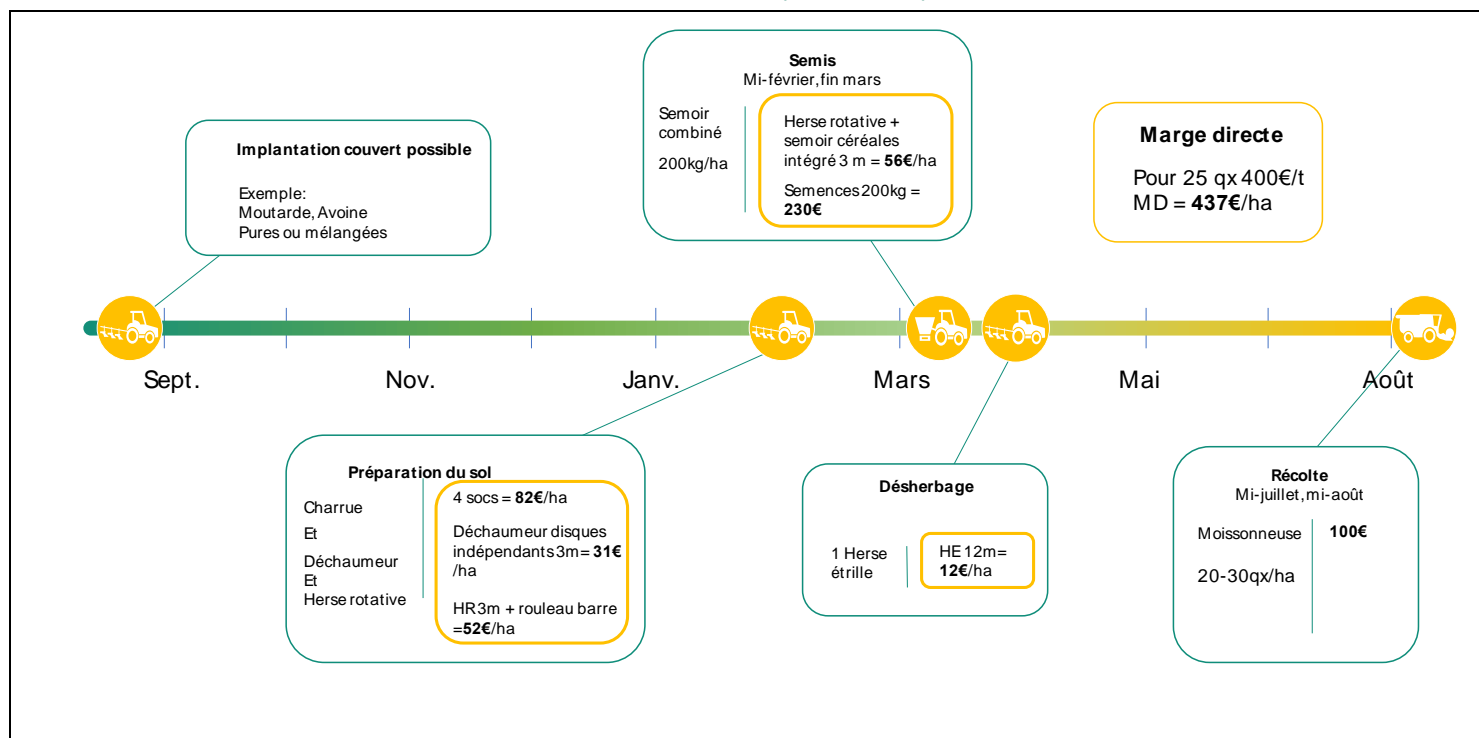 Semis
Mi-février, fin mars
Semoir
combiné
200kg/ha
Herse rotative +
semoir céréales
intégré 3 m = 56€/ha
Semences 200kg =
230€
Marge directe
Pour 25 qx 400€/t
MD = 437€/ha
Implantation couvert possible
Exemple:
Moutarde, Avoine
Pures ou mélangées
Sept.
Nov.
Janv.
Mars
Mai
Août
Préparation du sol
Charrue
Et
Déchaumeur
Et
Herse rotative
4 socs = 82€/ha
Déchaumeur disques
indépendants 3m= 31€
/ha
HR 3m + rouleau barre
=52€/ha
Désherbage
1 Herse
étrille
HE 12m=
12€/ha
Récolte
Mi-juillet, mi-août
Moissonneuse
20-30qx/ha
100€